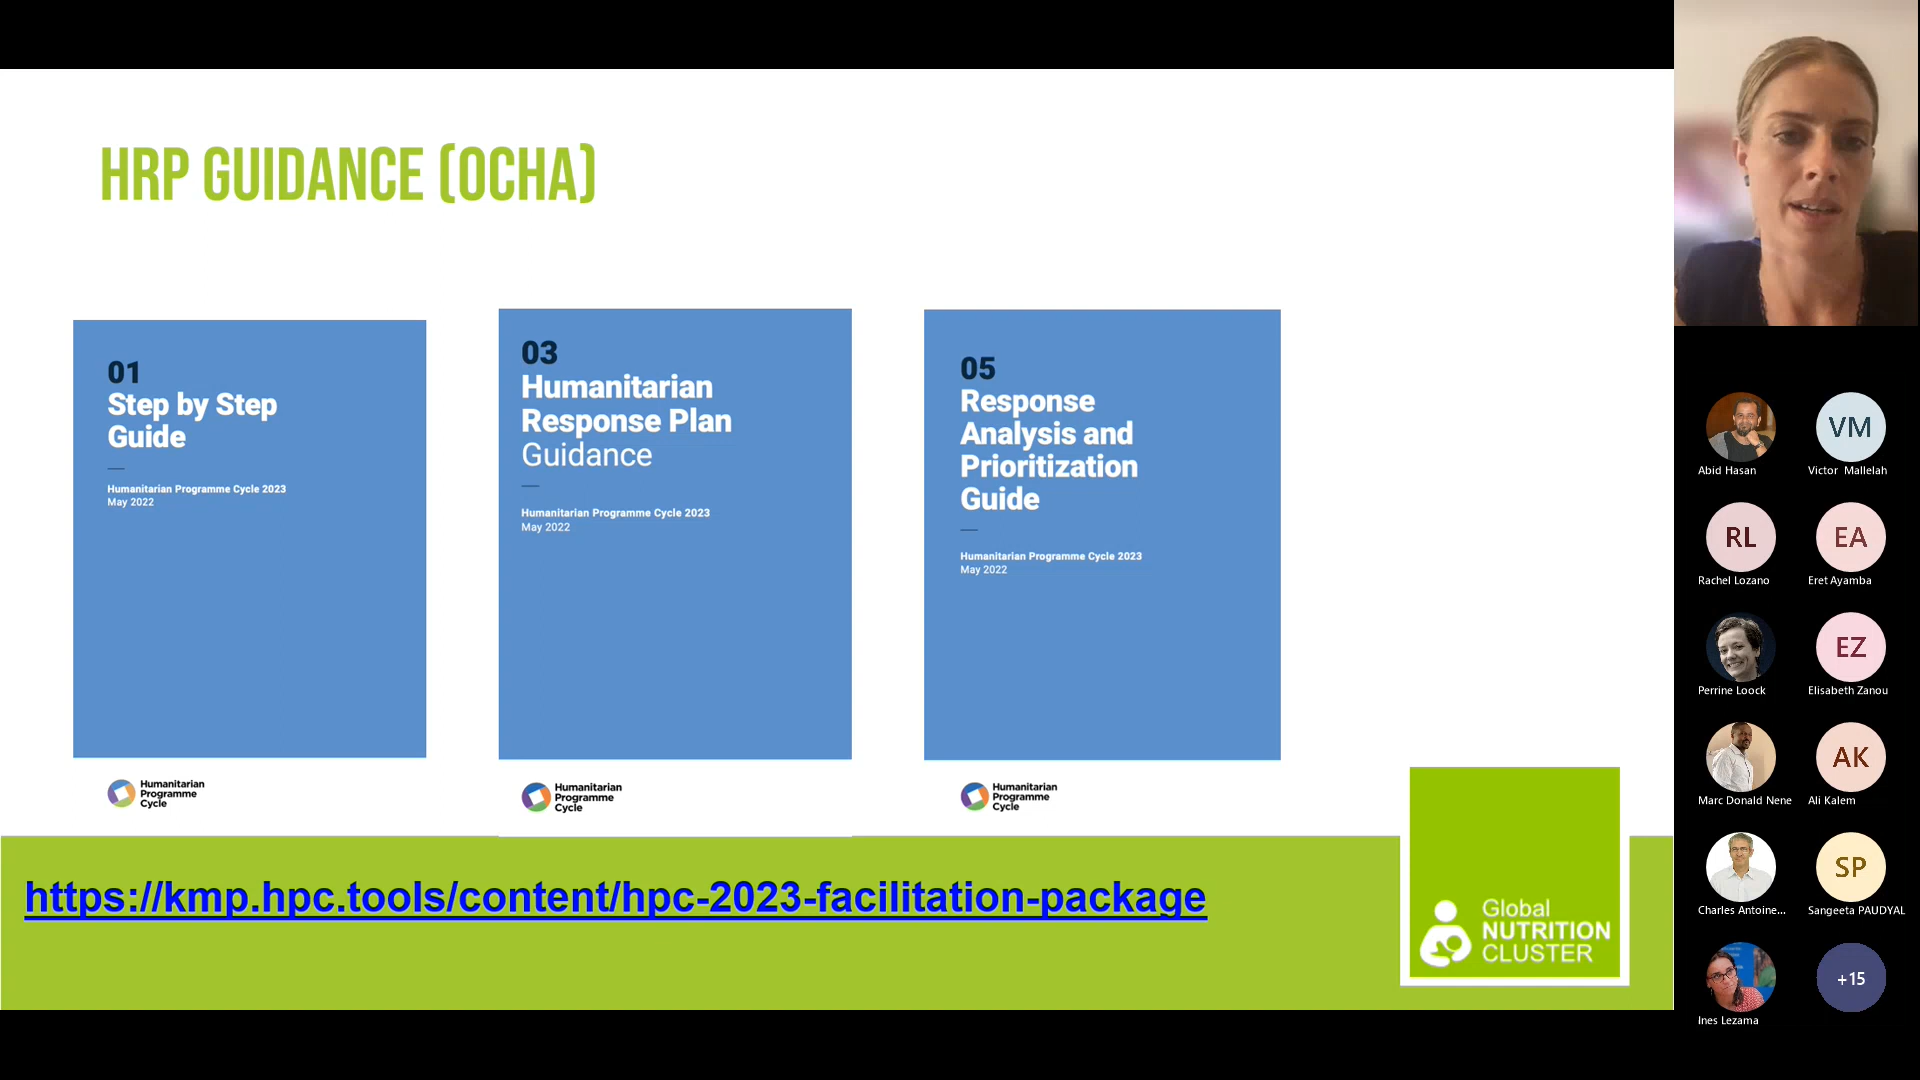 HRP GUIDANCE (OCHA)
01
Step by Step
Guide
Humanitarian Programme Cycle 2023
May 2022
Humanitarian
Programme
Cycle
03
Humanitarian
Response Plan
Guidance
Humanitarian Programme Cycle 2023
May 2022
Humanitarian
Programme
Cycle
05
Response
Analysis and
Prioritization
Guide
Humanitarian Programme Cycle 2023
May 2022
Humanitarian
Programme
Cycle
https://kmp.hpc.tools/content/hpc-2023-facilitation-package
Global
NUTRITION
CLUSTER
VM
Abid Hasan
Victor Mallelah
RL
EA
Rachel Lozano
Eret Ayamba
EZ
Perrine Loock
Elisabeth Zanou
AK
Marc Donald Nene
Ali Kalem
SP
Charles Antoine...
Sangeeta PAUDYAL
+15
Ines Lezama